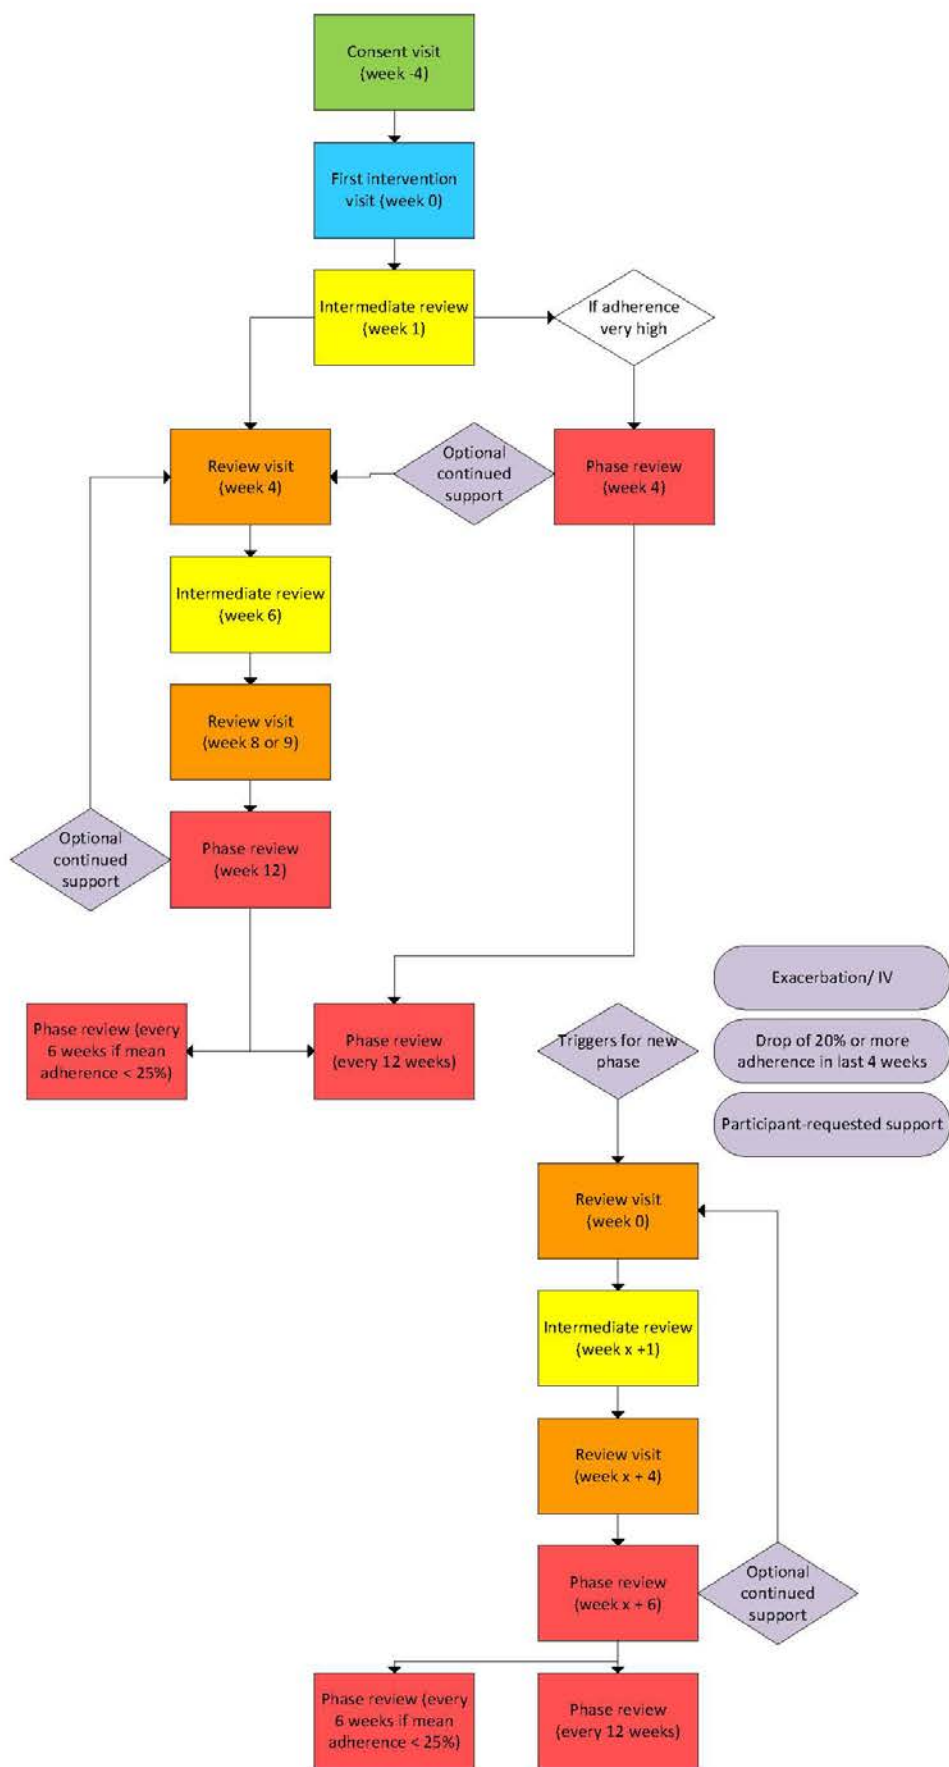 Consent visit
(week -4)
First intervention
visit (week 0)
Intermediate review
(week 1)
If adherence
very high
Review visit
(week 4)
Optional
continued
support
Phase review
(week 4)
Intermediate review
(week 6)
Review visit
(week 8 or 9)
Optional
continued
support
Phase review
(week 12)
Phase review (every
6 weeks if mean
adherence < 25%)
Phase review
(every 12 weeks)
Triggers for new
phase
Exacerbation/ IV
Drop of 20% or more
adherence in last 4 weeks
Participant-requested support
Review visit
(week 0)
Intermediate review
(week x +1)
Review visit
(week x + 4)
Phase review
(week x + 6)
Optional
continued
support
Phase review (every
6 weeks if mean
adherence < 25%)
Phase review
(every 12 weeks)